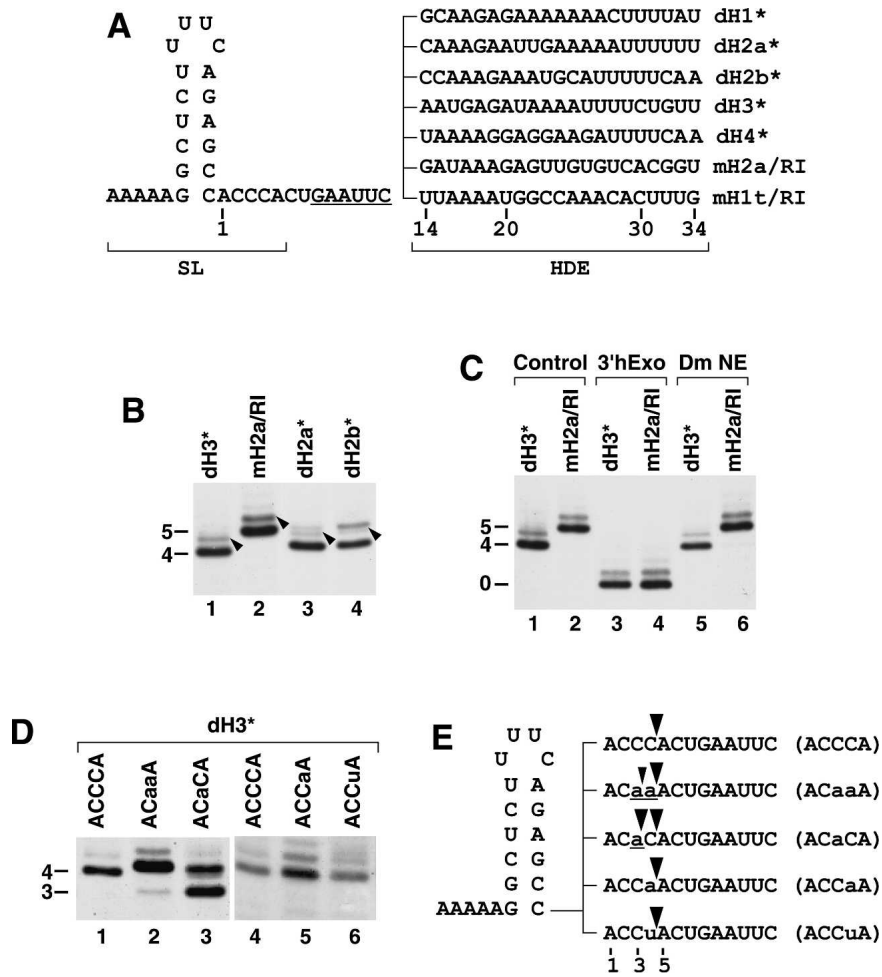 A
U U
U C
U A
C G
U A
C G
G C
AAAAAG CACCCACUGAAUUC
1
SL
GCAAGAGAAAAAAACUUUUAU dH1*
CAAAGAAUUGAAAAAUUUUUU dH2a*
CCAAAGAAAUGCAUUUUUCAA dH2b*
AAUGAGAUAAAAUUUUCUGUU dH3*
UAAAAGGAGGAAGAUUUUCAA dH4*
GAUAAAGAGUUGUGUCACGGU mH2a/RI
UUAAAAUGGCCAAACACUUUG mH1t/RI
14 20 30 34
HDE
B
dH3* mH2a/RI dH2a* dH2b*
5
4
1 2 3 4
C
Control 3'hExo Dm NE
dH3* mH2a/RI dH3* mH2a/RI dH3* mH2a/RI
5
4
0
1 2 3 4 5 6
D
dH3*
ACCCA ACaaA ACaCA ACCCA ACCaA ACCuA
4
3
1 2 3 4 5 6
E
U U
U C
U A
C G
U A
C G
G C
AAAAAG C
ACCCACUGAAUUC (ACCCA)
ACaaACUGAAUUC (ACaaA)
ACaCACUGAAUUC (ACaCA)
ACCaACUGAAUUC (ACCaA)
ACCuACUGAAUUC (ACCuA)
1 3 5